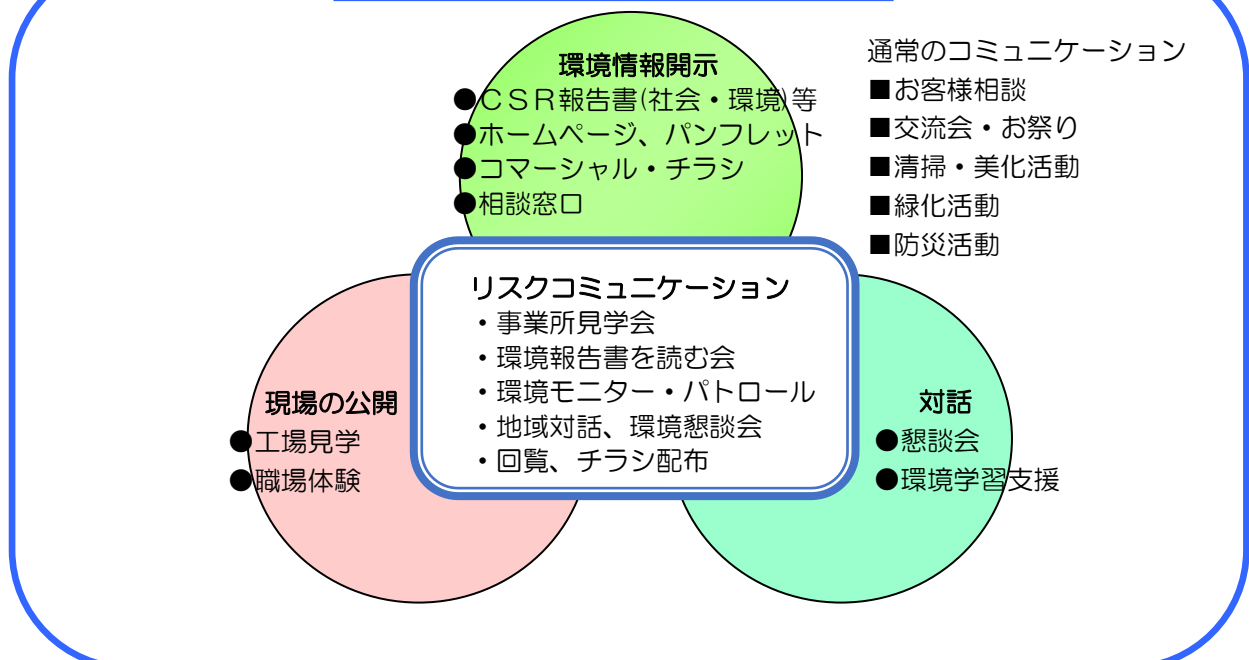 環境情報開示
●ＣＳＲ報告書(社会・環境)等
●ホームページ、パンフレット
●コマーシャル・チラシ
●相談窓口
通常のコミュニケーション
■お客様相談
■交流会・お祭り
■清掃・美化活動
■緑化活動
■防災活動
リスクコミュニケーション
・事業所見学会
・環境報告書を読む会
・環境モニター・パトロール
・地域対話、環境懇談会
・回覧、チラシ配布
現場の公開
●工場見学
●職場体験
対話
●懇談会
●環境学習支援